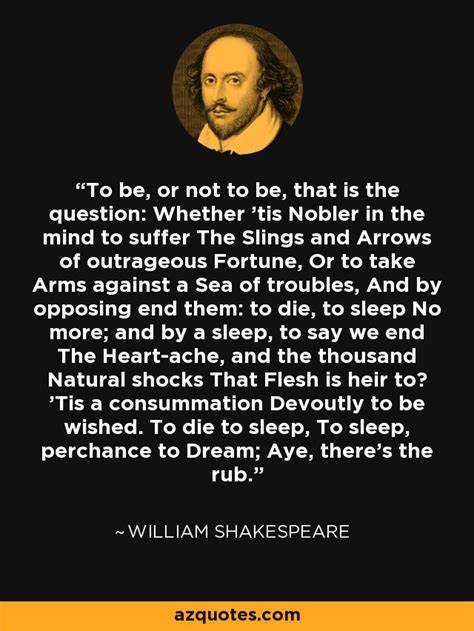 “To be, or not to be, that is the
question: Whether ’tis Nobler in the
mind to suffer The Slings and Arrows
of outrageous Fortune, Or to take
Arms against a Sea of troubles, And by
opposing end them: to die, to sleep No
more; and by a sleep, to say we end
The Heart-ache, and the thousand
Natural shocks That Flesh is heir to?
’Tis a consummation Devoutly to be
wished. To die to sleep, To sleep,
perchance to Dream; Aye, there’s the
rub.”
~WILLIAM SHAKESPEARE
azquotes.com